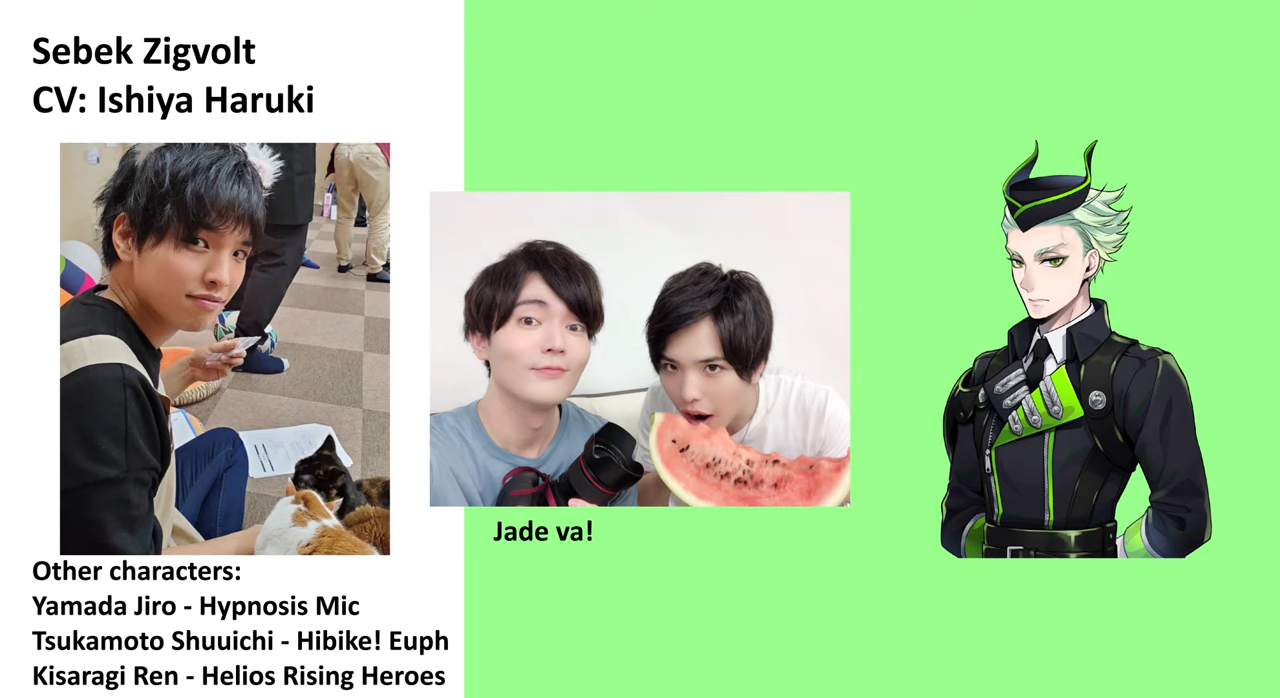 Sebek Zigvolt
CV: Ishiya Haruki
Jade va!
Other characters:
Yamada Jiro - Hypnosis Mic
Tsukamoto Shuuichi - Hibike! Euph
Kisaragi Ren - Helios Rising Heroes